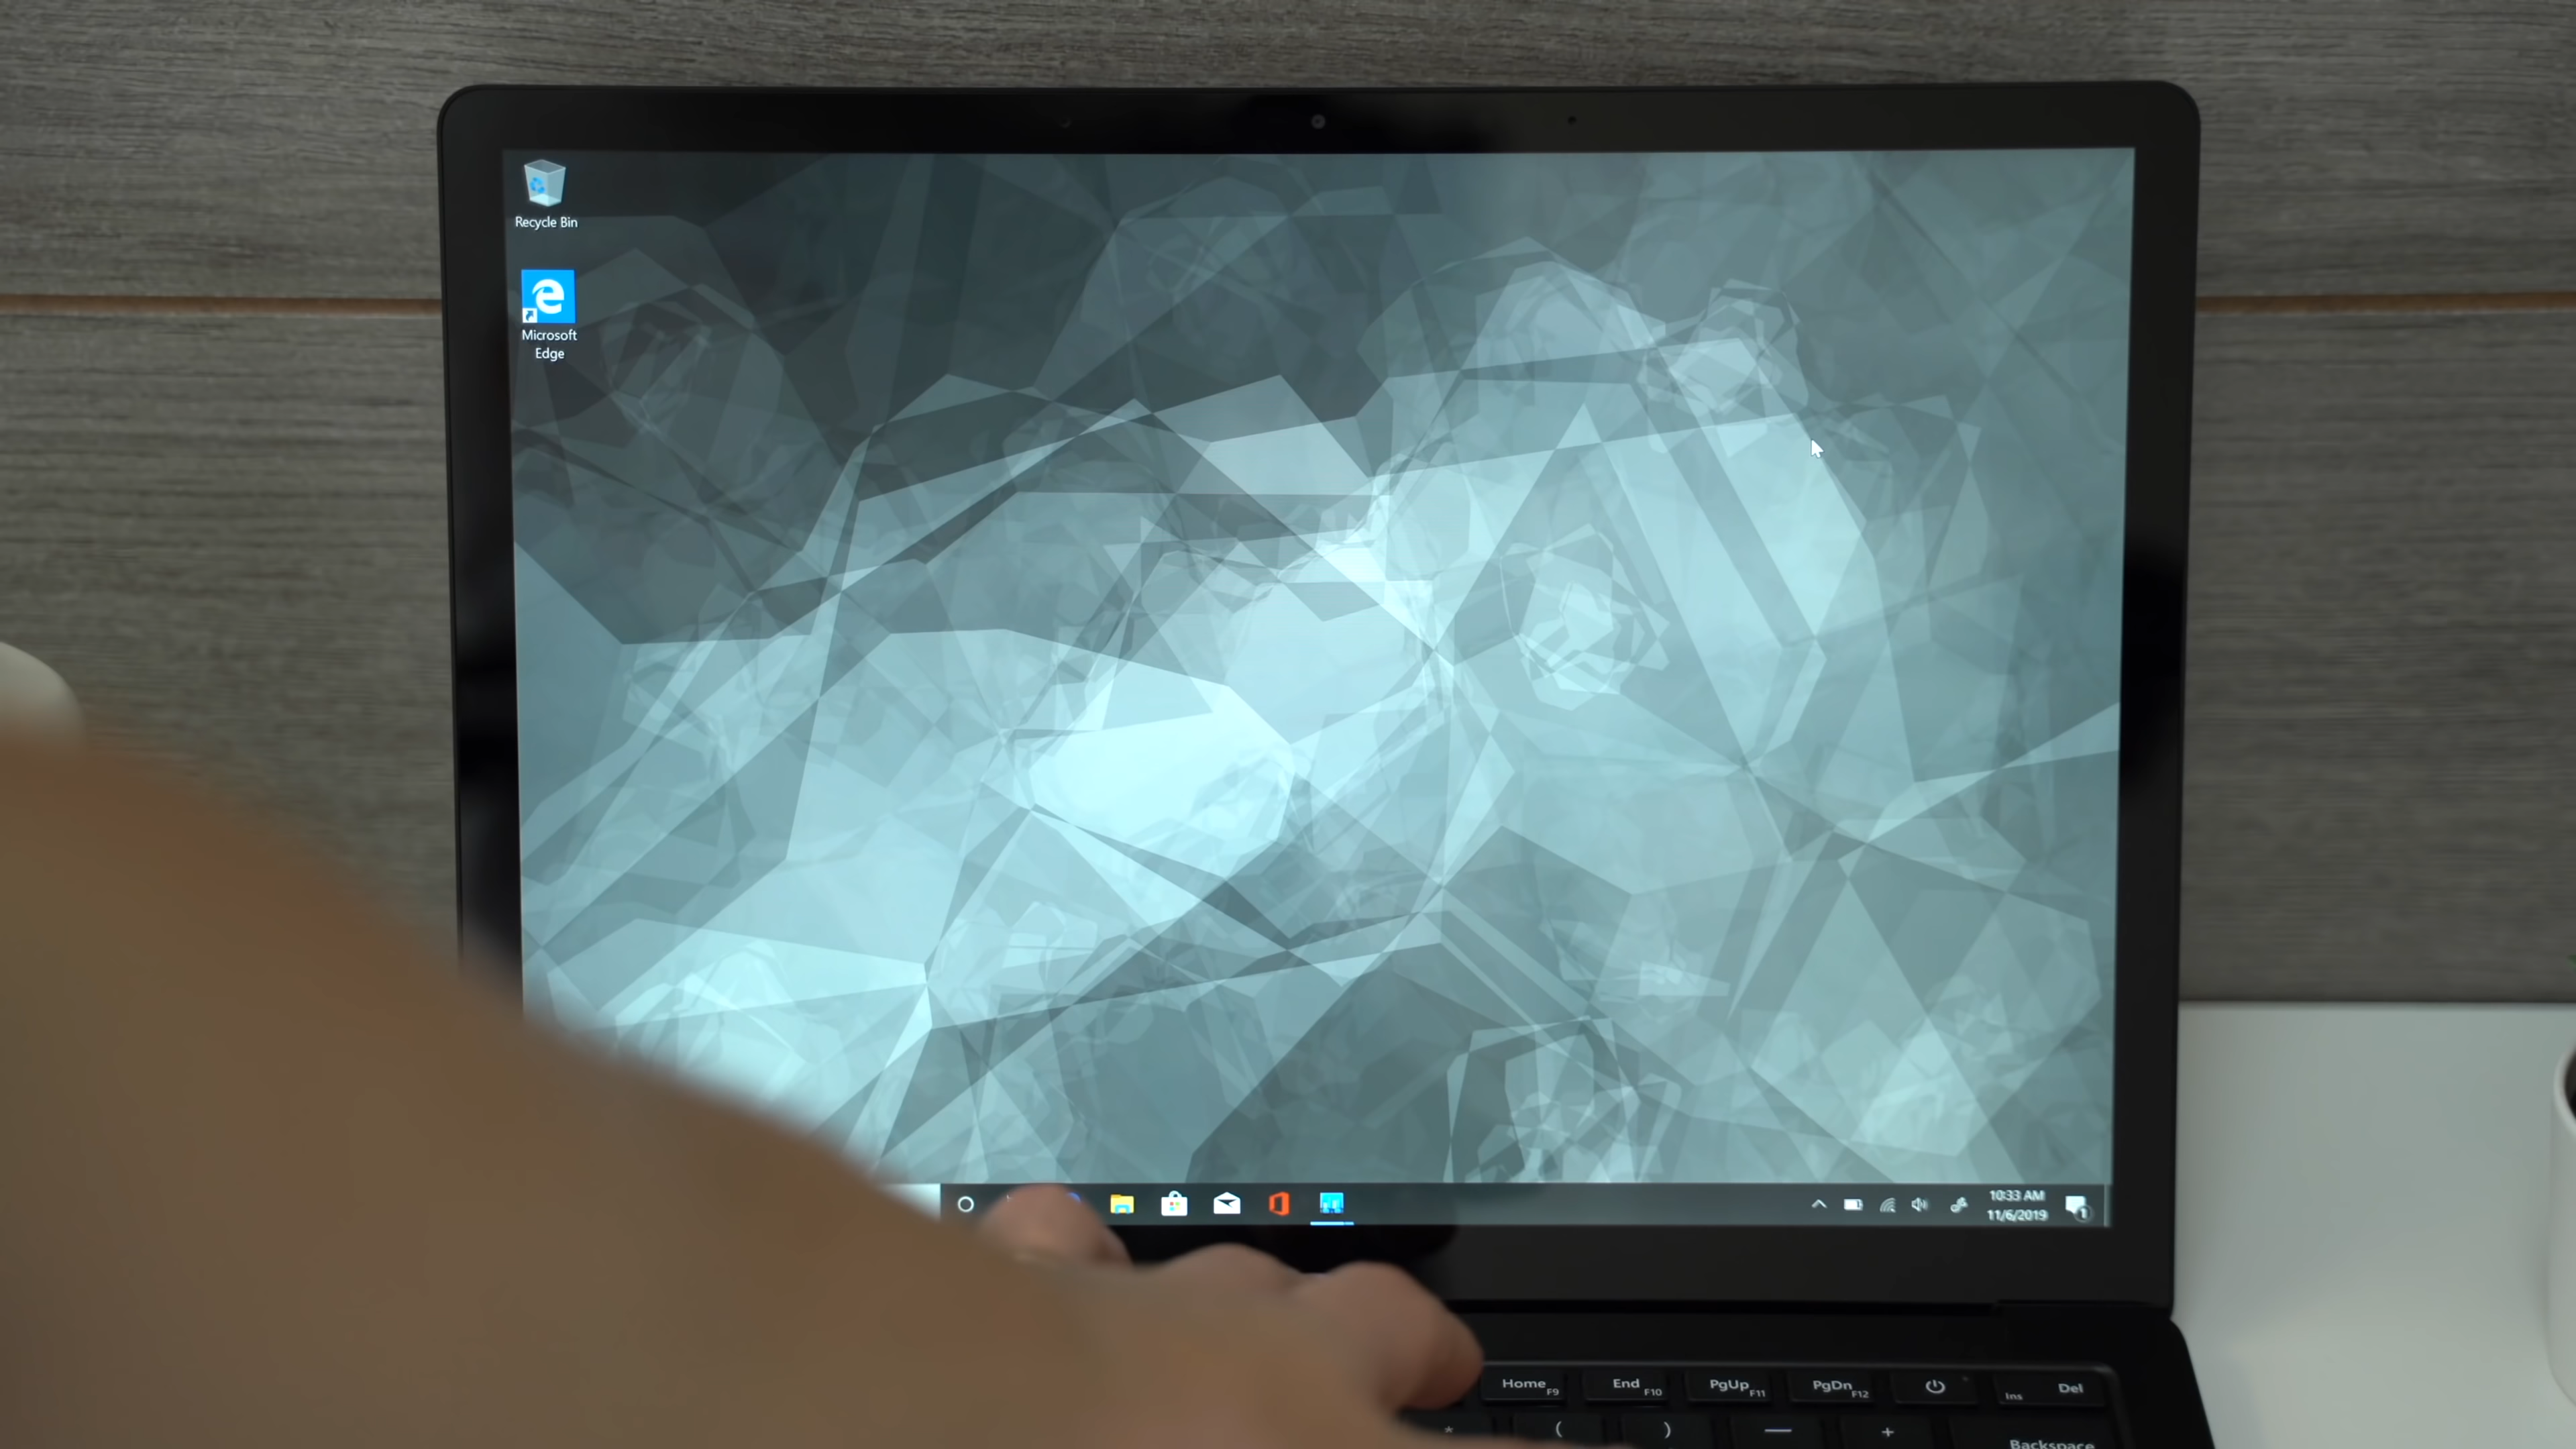 Recycle Bin
Microsoft
Edge
10:33 AM
11/6/2019
1
Home F9
End F10
PgUp F11
PgDn F12
Ins Del
* ( ) — +
Backspace